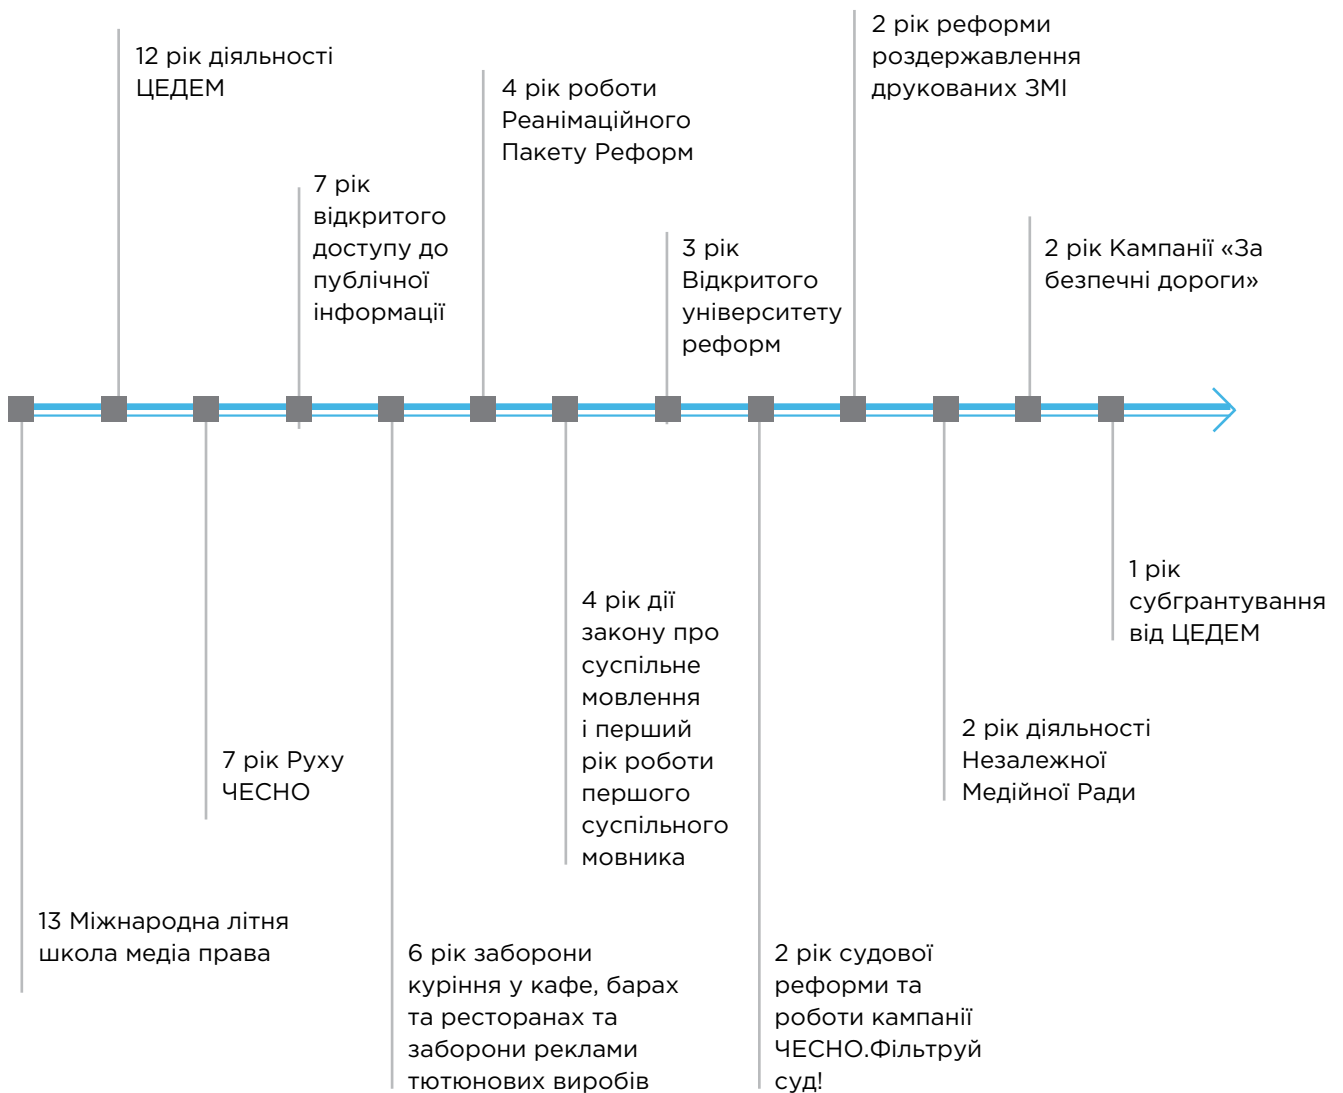 12 рік діяльності
ЦЕДЕМ
7 рік
відкритого
доступу до
публічної
інформації
4 рік роботи
Реанімаційного
Пакету Реформ
3 рік
Відкритого
університету
реформ
2 рік реформи
роздержавлення
друкованих ЗМІ
2 рік Кампанії «За
безпечні дороги»
13 Міжнародна літня
школа медіа права
7 рік Руху
ЧЕСНО
6 рік заборони
куріння у кафе, барах
та ресторанах та
заборони реклами
тютюнових виробів
4 рік дії
закону про
суспільне
мовлення
і перший
рік роботи
першого
суспільного
мовника
2 рік судової
реформи та
роботи кампанії
ЧЕСНО.Фільтруй
суд!
2 рік діяльності
Незалежної
Медійної Ради
1 рік
субгрантування
від ЦЕДЕМ